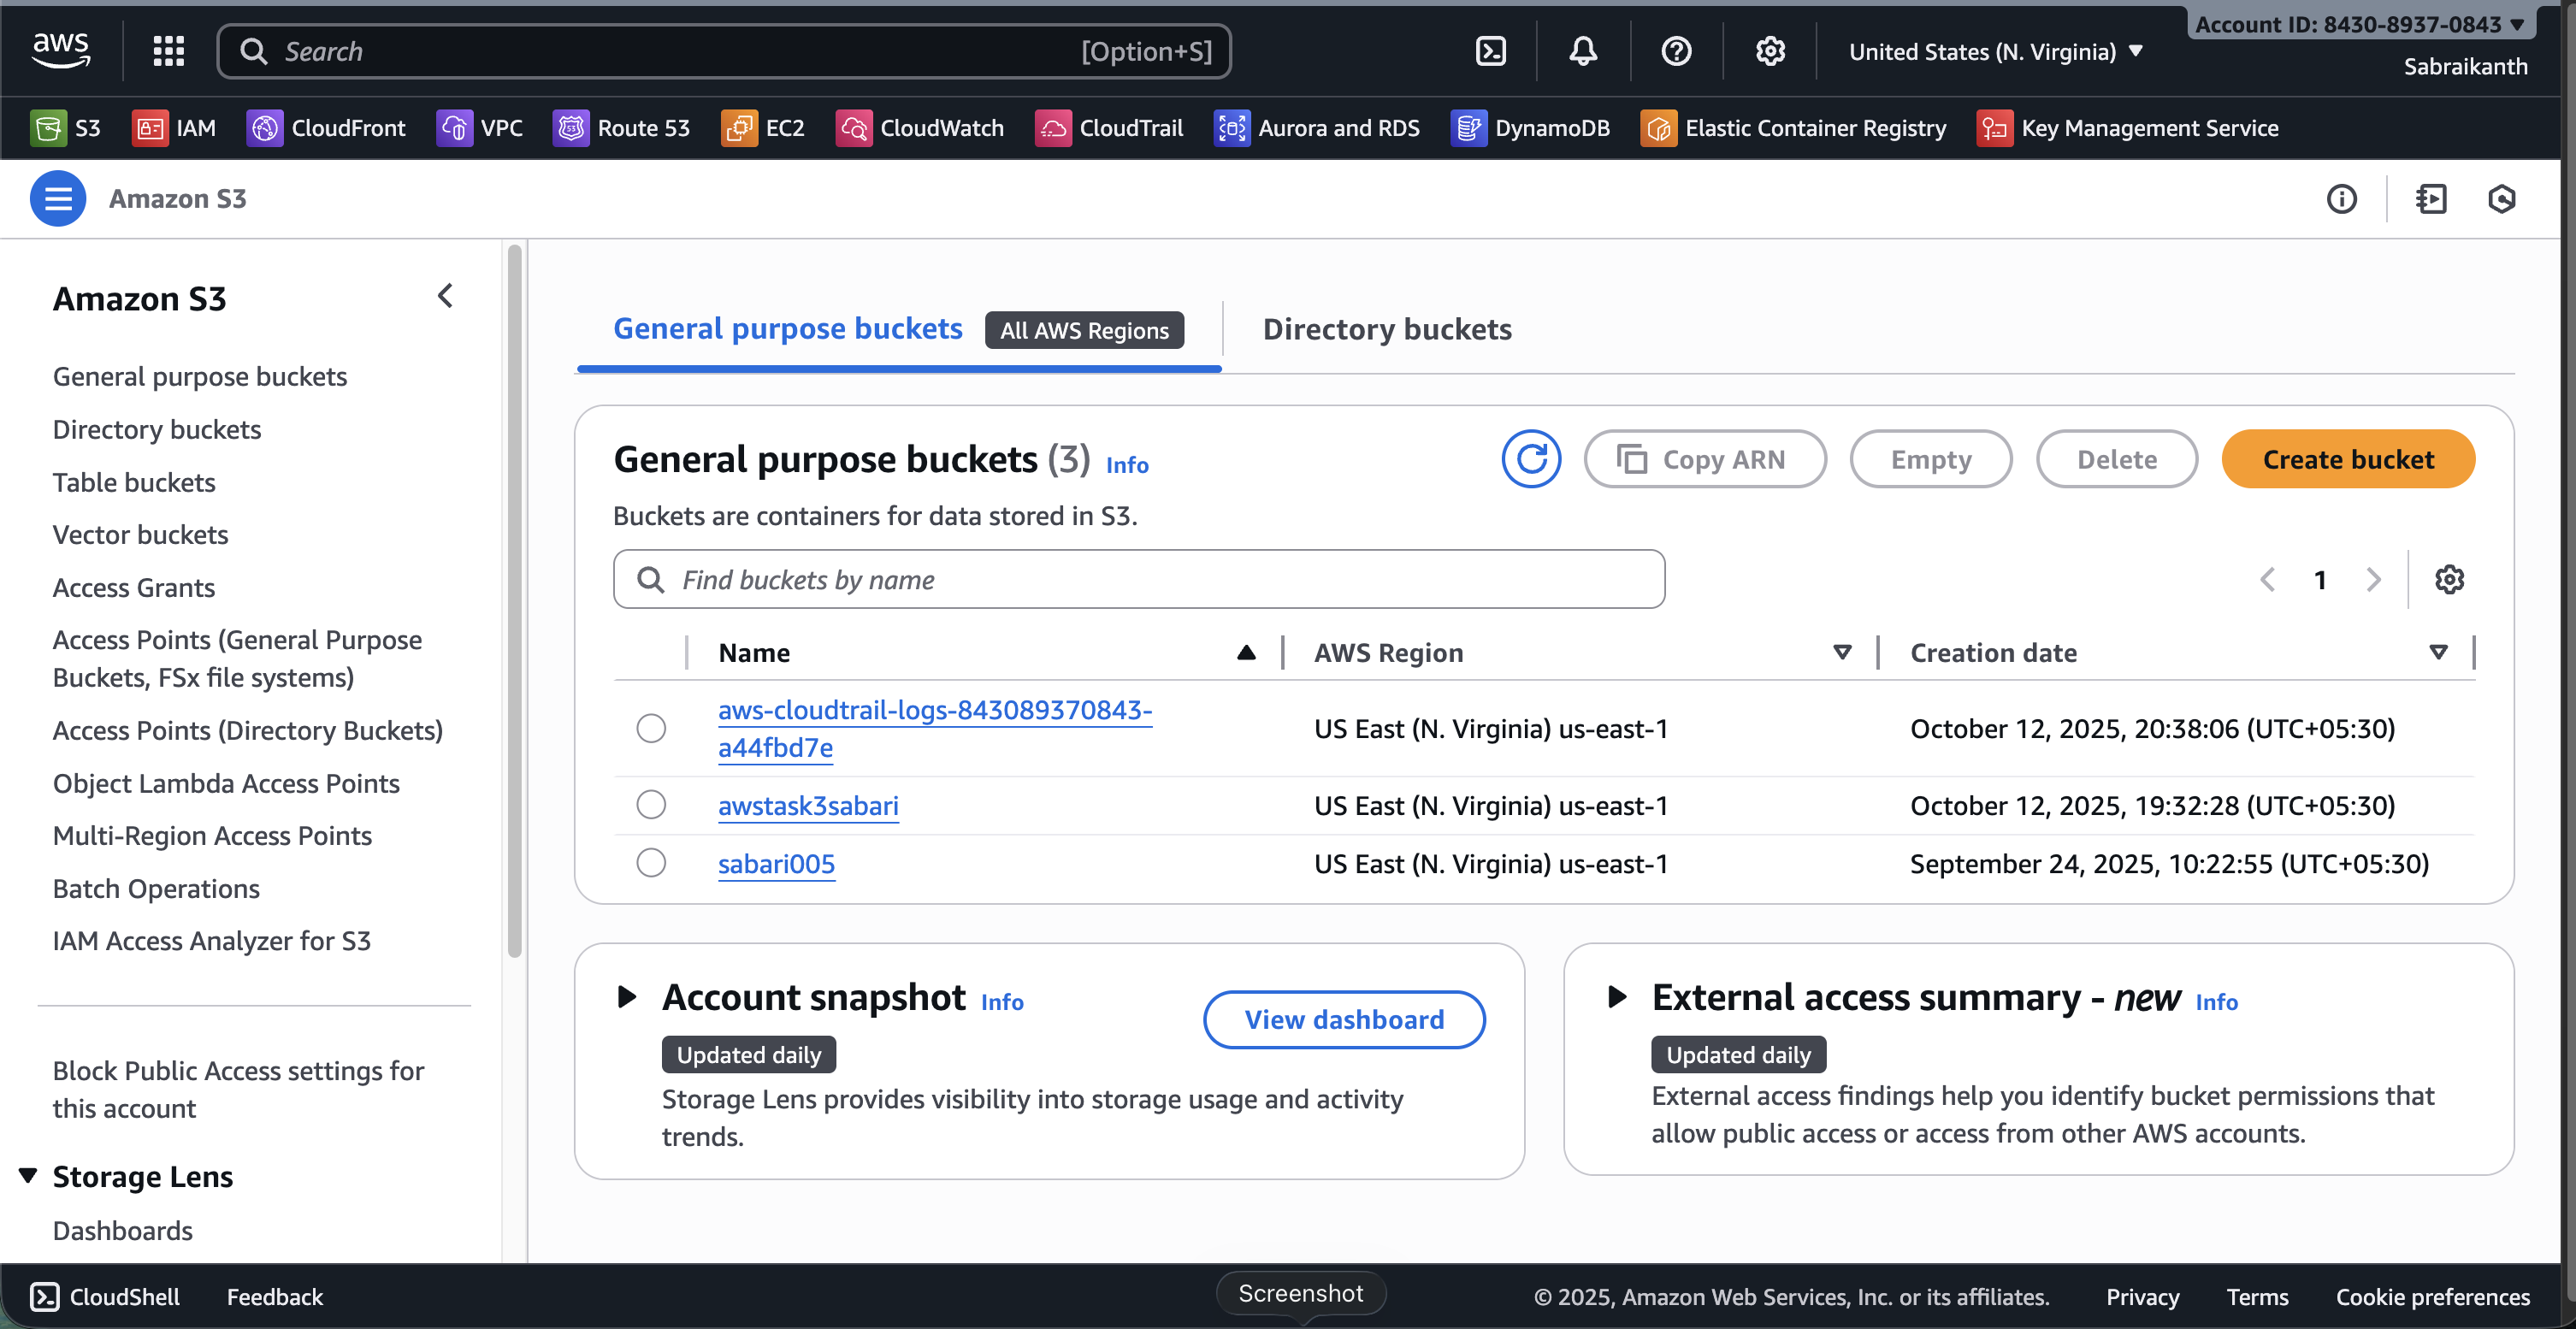 aws
Search
[Option+S]
United States (N. Virginia)
Account ID: 8430-8937-0843
Sabraikanth
S3
IAM
CloudFront
VPC
Route 53
EC2
CloudWatch
CloudTrail
Aurora and RDS
DynamoDB
Elastic Container Registry
Key Management Service
Amazon S3
Amazon S3
General purpose buckets
Directory buckets
Table buckets
Vector buckets
Access Grants
Access Points (General Purpose
Buckets, FSx file systems)
Access Points (Directory Buckets)
Object Lambda Access Points
Multi-Region Access Points
Batch Operations
IAM Access Analyzer for S3
Block Public Access settings for
this account
Storage Lens
Dashboards
General purpose buckets
All AWS Regions
Directory buckets
General purpose buckets (3) Info
Copy ARN
Empty
Delete
Create bucket
Buckets are containers for data stored in S3.
Find buckets by name
1
Name
AWS Region
Creation date
aws-cloudtrail-logs-843089370843-
a44fbd7e
US East (N. Virginia) us-east-1
October 12, 2025, 20:38:06 (UTC+05:30)
awstask3sabari
US East (N. Virginia) us-east-1
October 12, 2025, 19:32:28 (UTC+05:30)
sabari005
US East (N. Virginia) us-east-1
September 24, 2025, 10:22:55 (UTC+05:30)
Account snapshot Info
View dashboard
Updated daily
Storage Lens provides visibility into storage usage and activity
trends.
External access summary - new Info
Updated daily
External access findings help you identify bucket permissions that
allow public access or access from other AWS accounts.
CloudShell
Feedback
Screenshot
© 2025, Amazon Web Services, Inc. or its affiliates.
Privacy
Terms
Cookie preferences